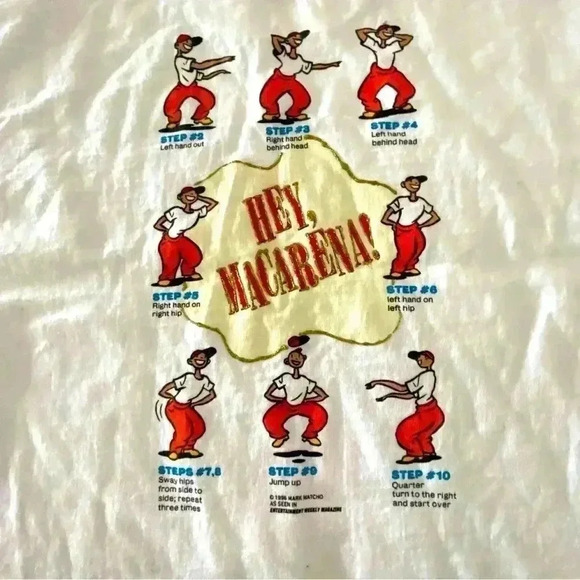 STEP #2
Left hand out
STEP #3
Right hand
behind head
STEP #4
Left hand
behind head
HEY,
MACARENA!
STEP #5
Right hand on
right hip
STEP #6
left hand on
left hip
STEPS #7,8
Sway hips
from side to
side; repeat
three times
STEP #9
Jump up
© 1996 MARK MATCHO
AS SEEN IN
ENTERTAINMENT WEEKLY MAGAZINE
STEP #10
Quarter
turn to the right
and start over